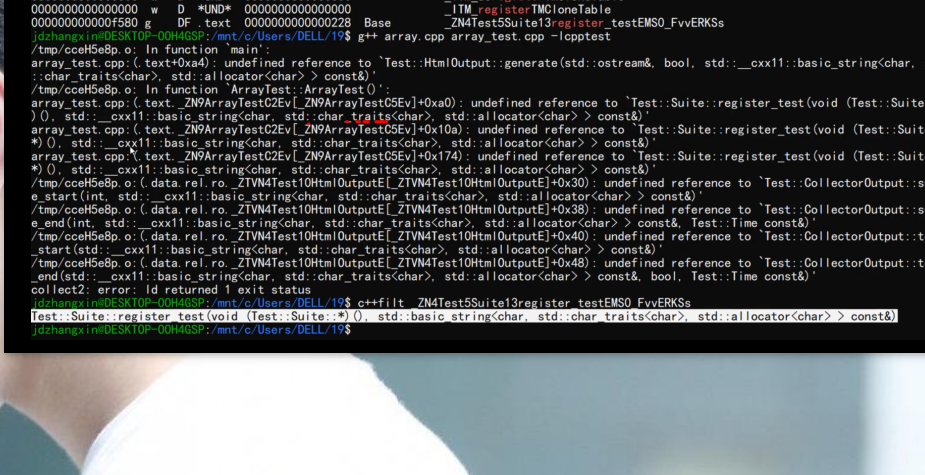 0000000000000000  w   D  *UND*  0000000000000000              _ITM_registerTMCloneTable
000000000000f580 g    DF .text  0000000000000228  Base        _ZN4Test5Suite13register_testEMS0_FvvERKSs
jdzhangxin@DESKTOP-OOH4GSP:/mnt/c/Users/DELL/19$ g++ array.cpp array_test.cpp -lcpptest
/tmp/cceH5e8p.o: In function `main':
array_test.cpp:(.text+0xa4): undefined reference to `Test::HtmlOutput::generate(std::ostream&, bool, std::__cxx11::basic_string<char,
::char_traits<char>, std::allocator<char> > const&)'
/tmp/cceH5e8p.o: In function `ArrayTest::ArrayTest()':
array_test.cpp:(.text._ZN9ArrayTestC2Ev[_ZN9ArrayTestC5Ev]+0xa0): undefined reference to `Test::Suite::register_test(void (Test::Suite
)(), std::__cxx11::basic_string<char, std::char_traits<char>, std::allocator<char> > const&)'
array_test.cpp:(.text._ZN9ArrayTestC2Ev[_ZN9ArrayTestC5Ev]+0x10a): undefined reference to `Test::Suite::register_test(void (Test::Suit
*)(), std::__cxx11::basic_string<char, std::char_traits<char>, std::allocator<char> > const&)'
array_test.cpp:(.text._ZN9ArrayTestC2Ev[_ZN9ArrayTestC5Ev]+0x174): undefined reference to `Test::Suite::register_test(void (Test::Suit
*)(), std::__cxx11::basic_string<char, std::char_traits<char>, std::allocator<char> > const&)'
/tmp/cceH5e8p.o:(.data.rel.ro._ZTVN4Test10HtmlOutputE[_ZTVN4Test10HtmlOutputE]+0x30): undefined reference to `Test::CollectorOutput::s
e_start(int, std::__cxx11::basic_string<char, std::char_traits<char>, std::allocator<char> > const&)'
/tmp/cceH5e8p.o:(.data.rel.ro._ZTVN4Test10HtmlOutputE[_ZTVN4Test10HtmlOutputE]+0x38): undefined reference to `Test::CollectorOutput::s
e_end(int, std::__cxx11::basic_string<char, std::char_traits<char>, std::allocator<char> > const&, Test::Time const&)'
/tmp/cceH5e8p.o:(.data.rel.ro._ZTVN4Test10HtmlOutputE[_ZTVN4Test10HtmlOutputE]+0x40): undefined reference to `Test::CollectorOutput::t
_start(std::__cxx11::basic_string<char, std::char_traits<char>, std::allocator<char> > const&)'
/tmp/cceH5e8p.o:(.data.rel.ro._ZTVN4Test10HtmlOutputE[_ZTVN4Test10HtmlOutputE]+0x48): undefined reference to `Test::CollectorOutput::t
_end(std::__cxx11::basic_string<char, std::char_traits<char>, std::allocator<char> > const&, bool, Test::Time const&)'
collect2: error: ld returned 1 exit status
jdzhangxin@DESKTOP-OOH4GSP:/mnt/c/Users/DELL/19$ c++filt _ZN4Test5Suite13register_testEMS0_FvvERKSs
Test::Suite::register_test(void (Test::Suite::*)(), std::basic_string<char, std::char_traits<char>, std::allocator<char> > const&)
jdzhangxin@DESKTOP-OOH4GSP:/mnt/c/Users/DELL/19$